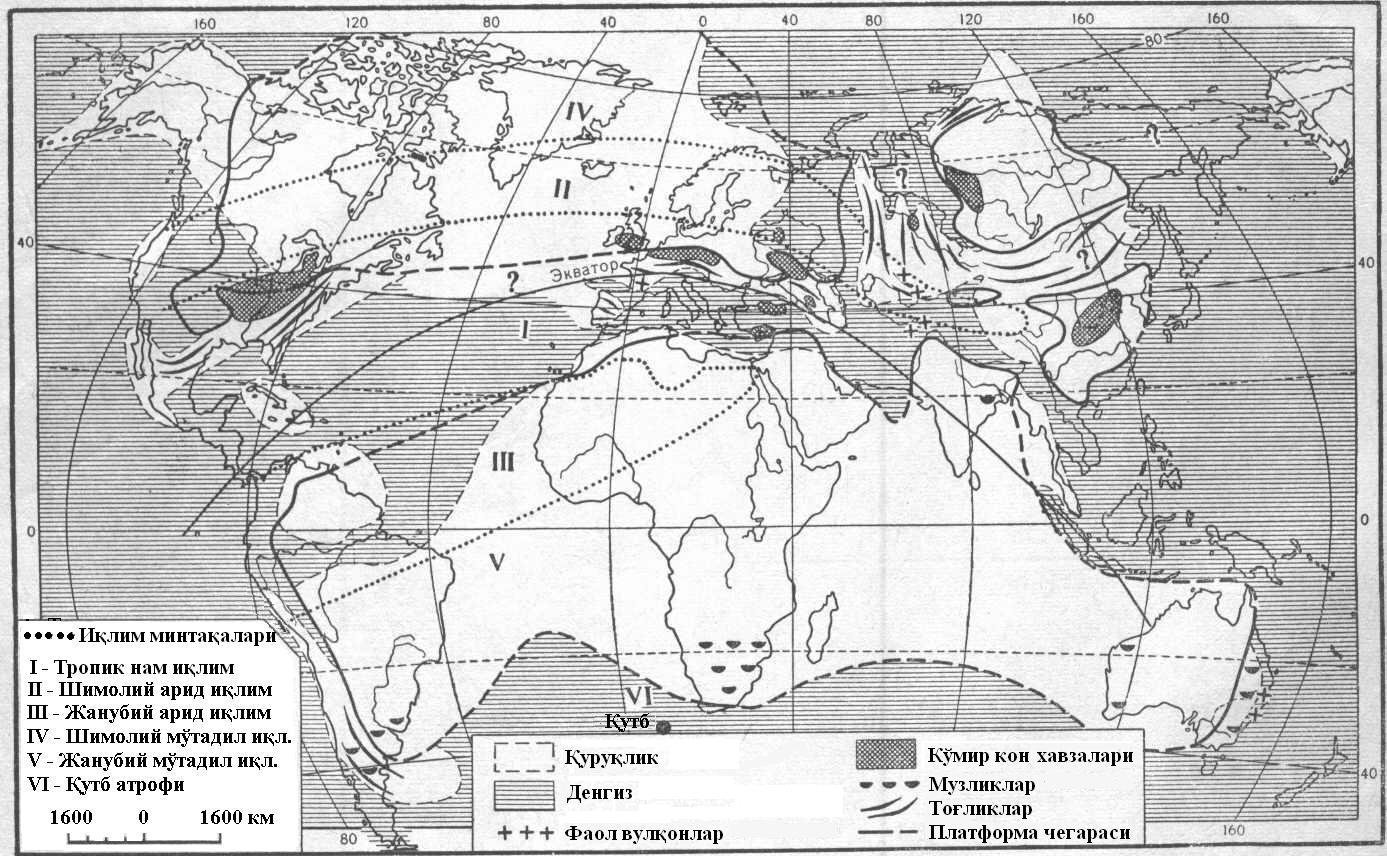 160 120 80 40 0 40 80 120 160 160
80
IV
?
?
II
40
?
Экватор
?
40
I
III
0
0
V
VI
Қутб
•••••• Иқлим минтақалари
I - Тропик нам иқлим
II - Шимолий арид иқлим
III - Жанубий арид иқлим
IV - Шимолий мўтадил иқл.
V - Жанубий мўтадил иқл.
VI - Қутб атрофи
1600 0 1600 км
Қуруқлик
Денгиз
Фаол вулқонлар
Кўмир кон хавзалари
Музликлар
Тоғликлар
Платформа чегараси
40
80
160